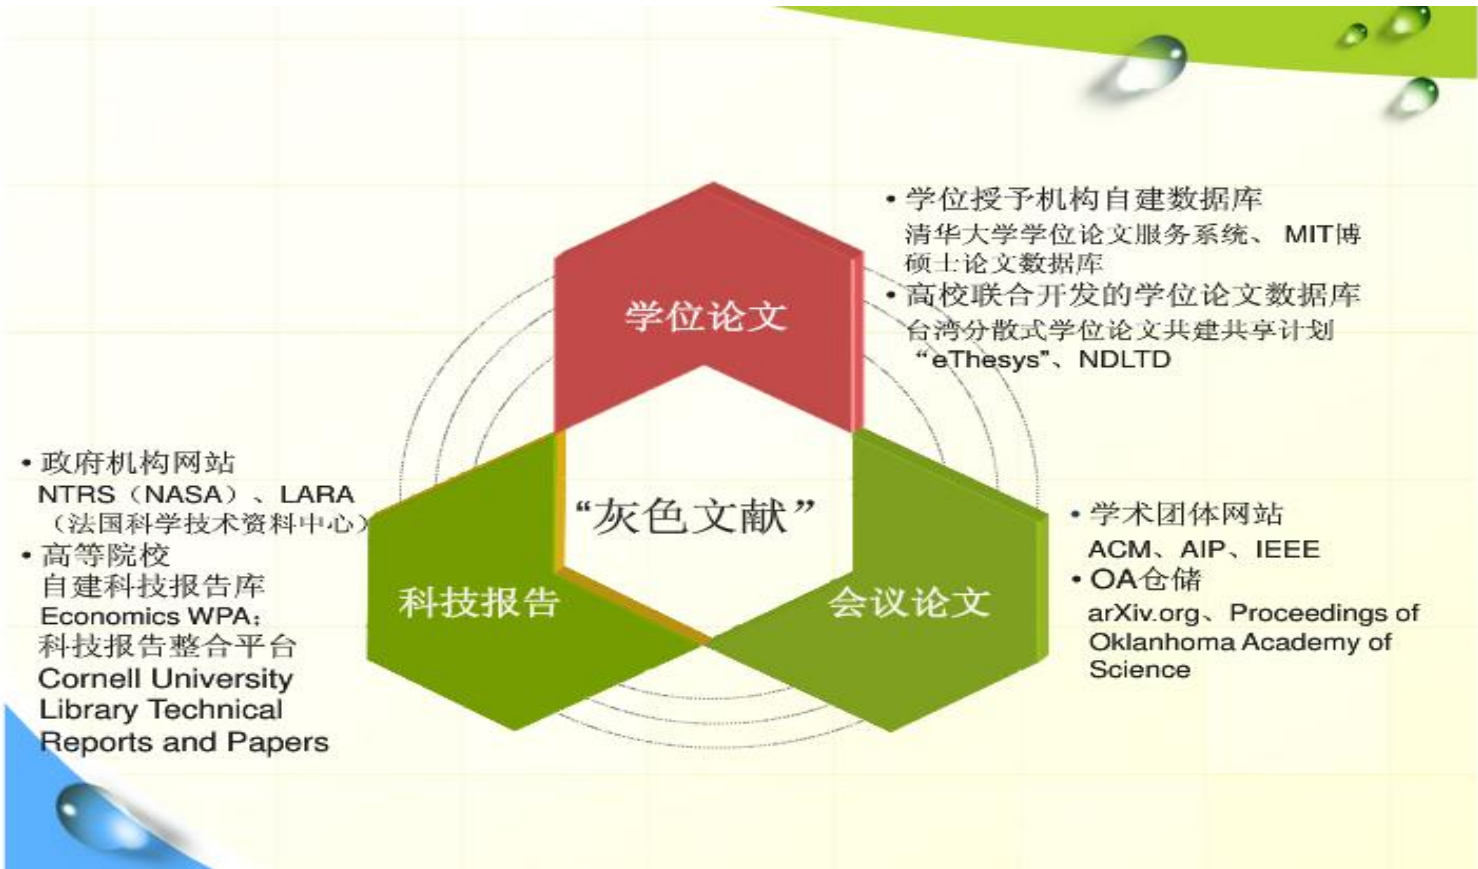 • 学位授予机构自建数据库
清华大学学位论文服务系统、 MIT博
硕士论文数据库
• 高校联合开发的学位论文数据库
台湾分散式学位论文共建共享计划
“eThesys”、NDLTD
学位论文
• 政府机构网站
NTRS（NASA）、LARA
（法国科学技术资料中心）
• 高等院校
自建科技报告库
Economics WPA;
科技报告整合平台
Cornell University
Library Technical
Reports and Papers
“灰色文献”
科技报告
会议论文
• 学术团体网站
ACM、AIP、IEEE
• OA仓储
arXiv.org、Proceedings of
Oklanhoma Academy of
Science